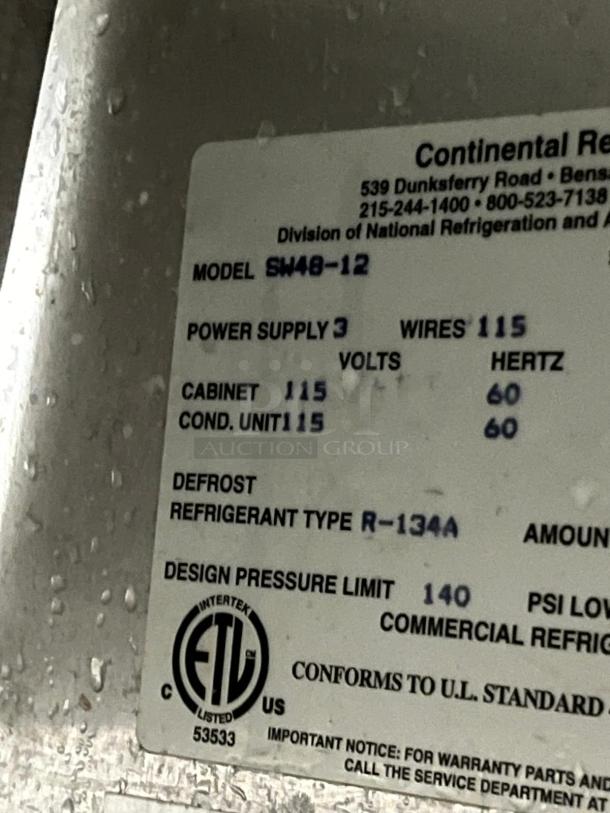 Continental Re
539 Dunksferry Road • Bens
215-244-1400 • 800-523-7138
Division of National Refrigeration and A
MODEL SW48-12
POWER SUPPLY 3 WIRES 115
VOLTS HERTZ
CABINET 115 60
COND. UNIT 115 60
AUCTION GROUP
DEFROST
REFRIGERANT TYPE R-134A AMOUN
DESIGN PRESSURE LIMIT 140 PSI LOW
COMMERCIAL REFRIG
INTERTEK
ETL CM
LISTED
C US
53533
CONFORMS TO U.L. STANDARD
IMPORTANT NOTICE: FOR WARRANTY PARTS AND
CALL THE SERVICE DEPARTMENT AT